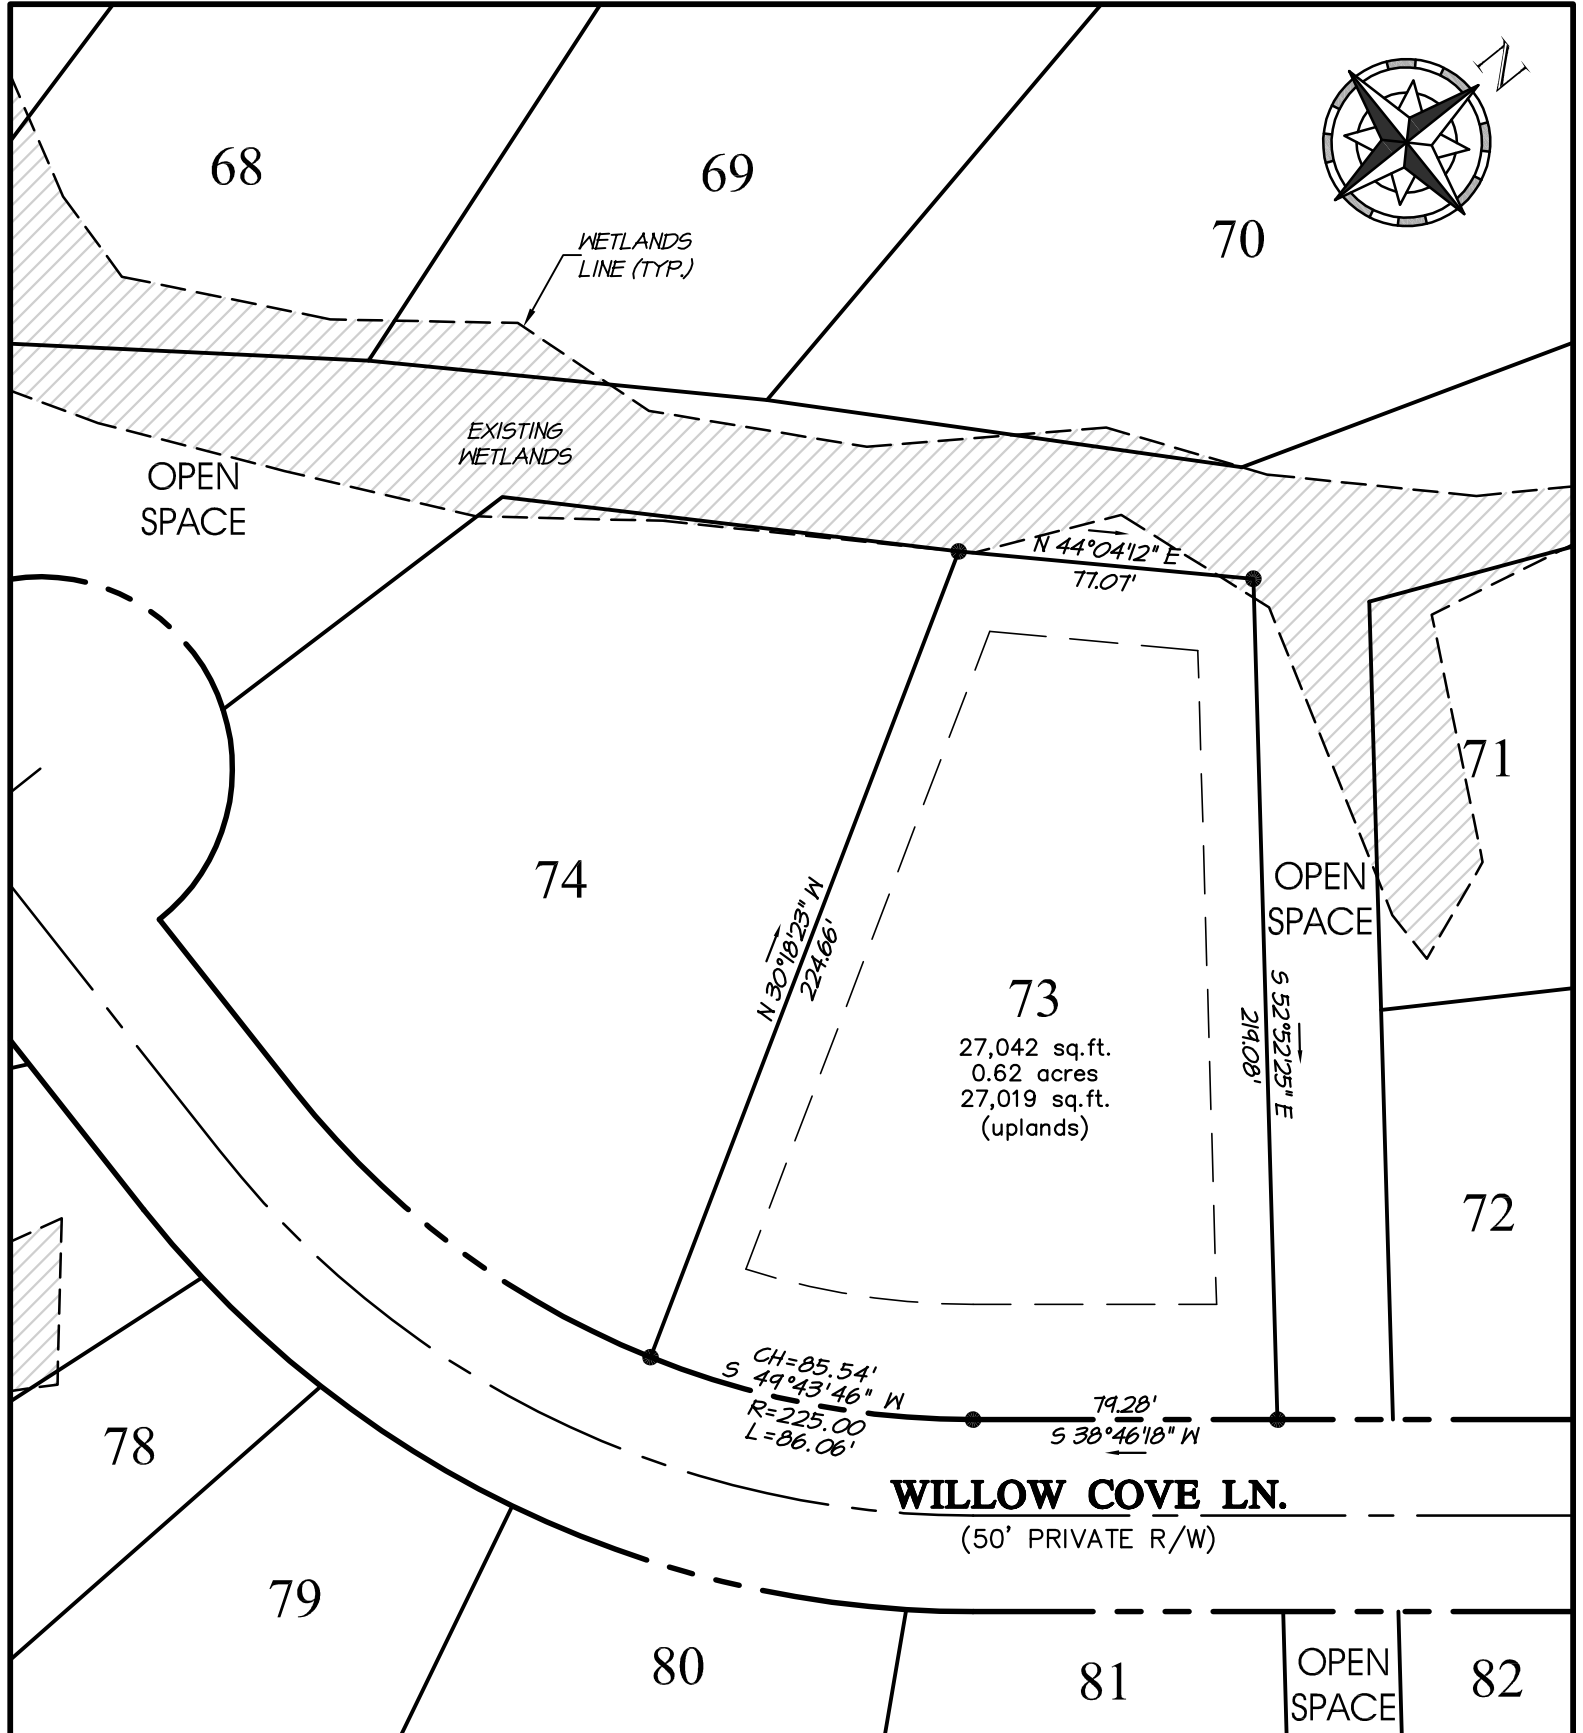 N
68
69
70
WETLANDS
LINE (TYP.)
EXISTING
WETLANDS
OPEN
SPACE
N 44°04'12" E
77.07'
71
74
OPEN
SPACE
N 30°18'23" W
224.66'
73
27,042 sq.ft.
0.62 acres
27,019 sq.ft.
(uplands)
S 52°52'25" E
219.08'
72
CH=85.54'
S 49°43'46" W
R=225.00
L=86.06'
79.28'
S 38°46'18" W
WILLOW COVE LN.
(50' PRIVATE R/W)
78
79
80
81
OPEN
SPACE
82